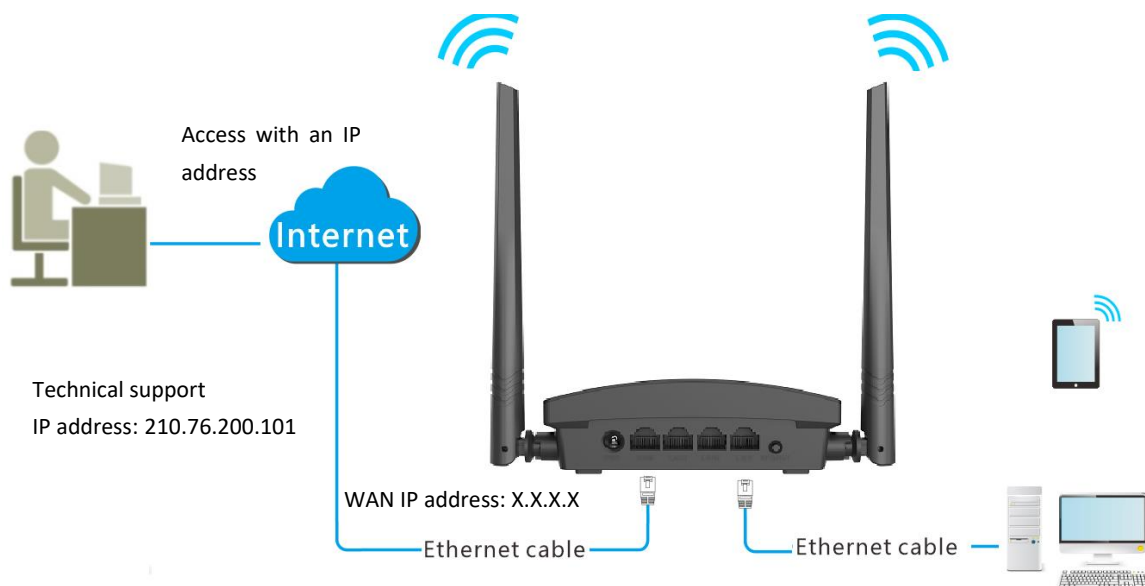 Access with an IP
address
Internet
Technical support
IP address: 210.76.200.101
WAN IP address: X.X.X.X
Ethernet cable
Ethernet cable